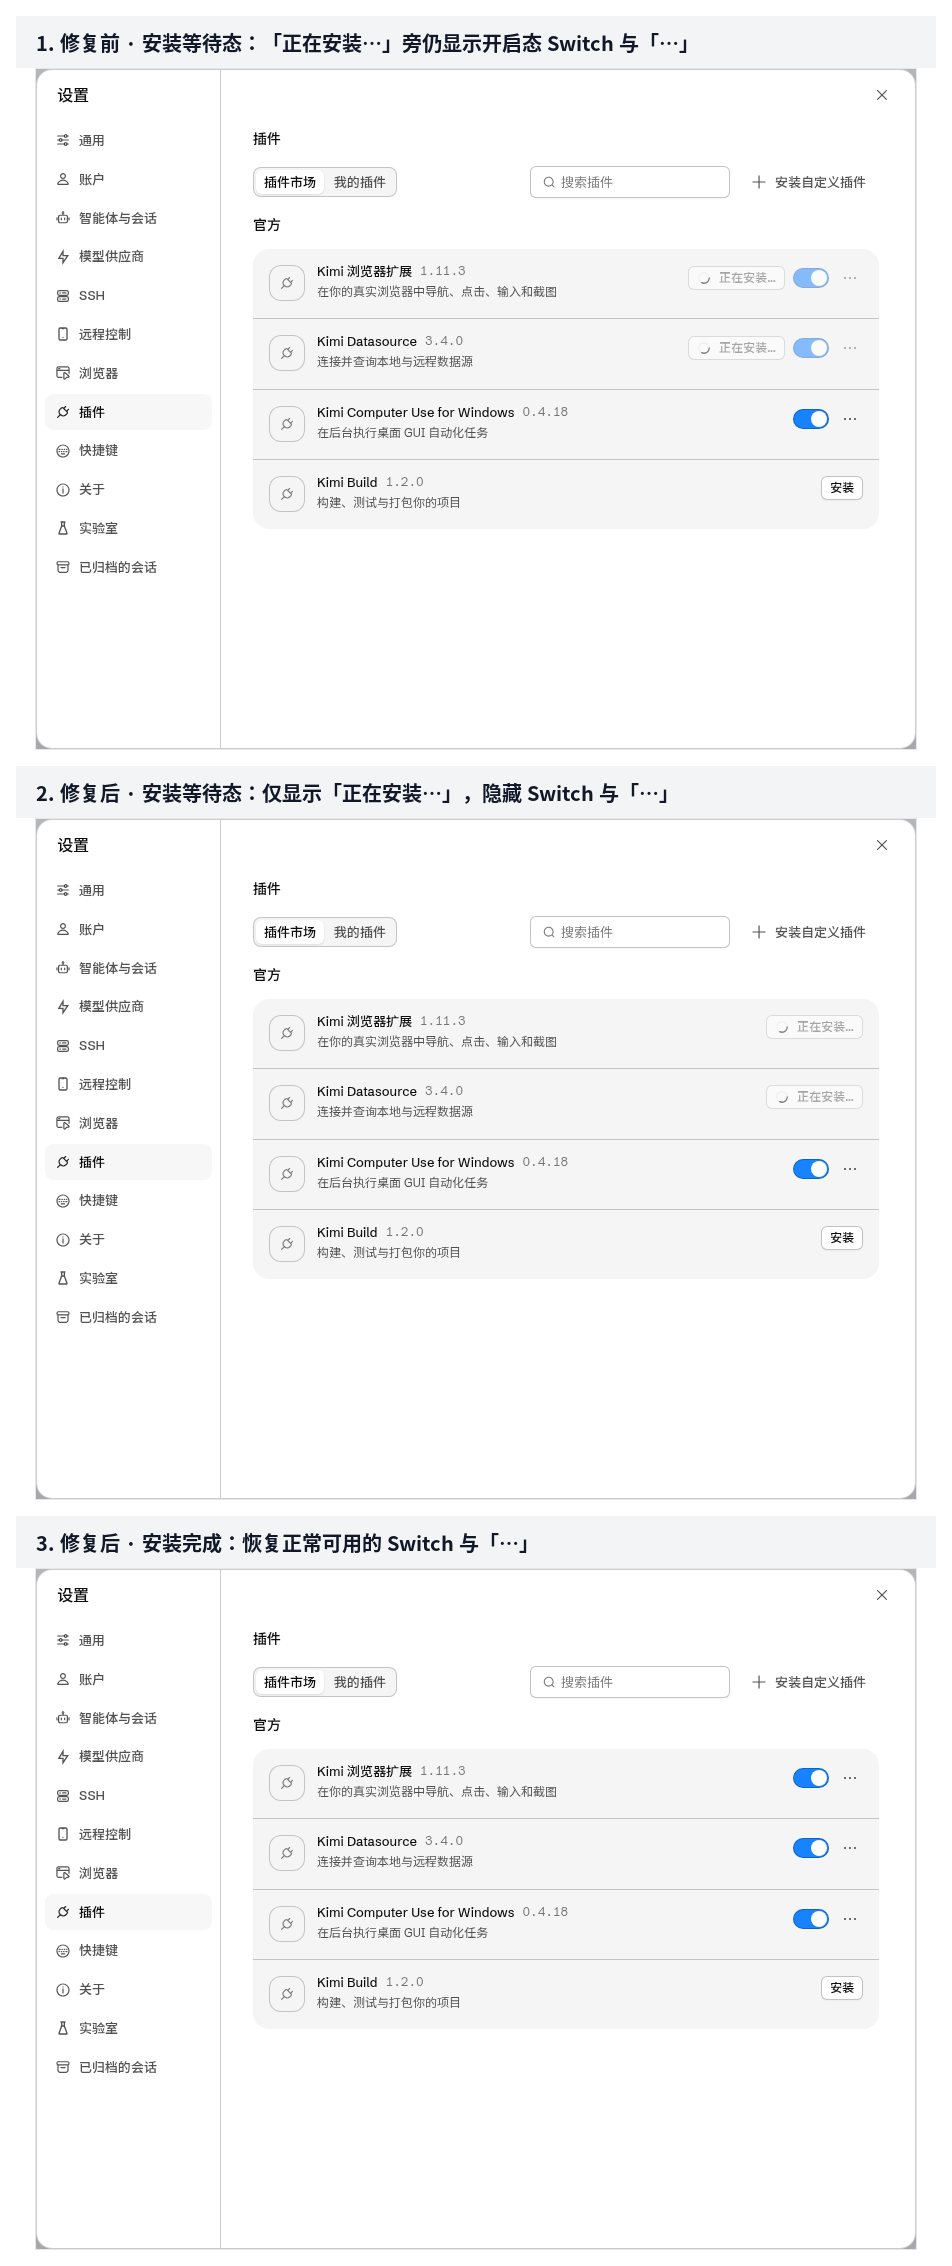 1. 修复前 · 安装等待态：「正在安装…」旁仍显示开启态 Switch 与「…」
设置
通用
账户
智能体与会话
模型供应商
SSH
远程控制
浏览器
插件
快捷键
关于
实验室
已归档的会话
插件
插件市场 我的插件 搜索插件 安装自定义插件
官方
Kimi 浏览器扩展 1.11.3
在你的真实浏览器中导航、点击、输入和截图
正在安装...
Kimi Datasource 3.4.0
连接并查询本地与远程数据源
正在安装...
Kimi Computer Use for Windows 0.4.18
在后台执行桌面 GUI 自动化任务
Kimi Build 1.2.0
构建、测试与打包你的项目
安装
2. 修复后 · 安装等待态：仅显示「正在安装…」，隐藏 Switch 与「…」
设置
通用
账户
智能体与会话
模型供应商
SSH
远程控制
浏览器
插件
快捷键
关于
实验室
已归档的会话
插件
插件市场 我的插件 搜索插件 安装自定义插件
官方
Kimi 浏览器扩展 1.11.3
在你的真实浏览器中导航、点击、输入和截图
正在安装...
Kimi Datasource 3.4.0
连接并查询本地与远程数据源
正在安装...
Kimi Computer Use for Windows 0.4.18
在后台执行桌面 GUI 自动化任务
Kimi Build 1.2.0
构建、测试与打包你的项目
安装
3. 修复后 · 安装完成：恢复正常可用的 Switch 与「…」
设置
通用
账户
智能体与会话
模型供应商
SSH
远程控制
浏览器
插件
快捷键
关于
实验室
已归档的会话
插件
插件市场 我的插件 搜索插件 安装自定义插件
官方
Kimi 浏览器扩展 1.11.3
在你的真实浏览器中导航、点击、输入和截图
Kimi Datasource 3.4.0
连接并查询本地与远程数据源
Kimi Computer Use for Windows 0.4.18
在后台执行桌面 GUI 自动化任务
Kimi Build 1.2.0
构建、测试与打包你的项目
安装